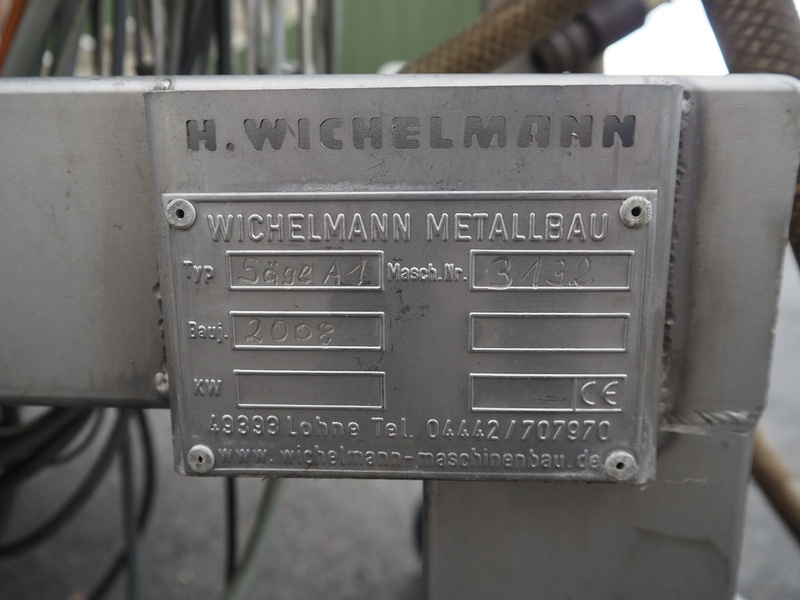 H. WICHELMANN
WICHELMANN METALLBAU
Typ Säge A1 Masch.Nr. 3132
Bauj. 2008
KW CE
49393 Lohne Tel. 04442/707970
www.wichelmann-maschinenbau.de